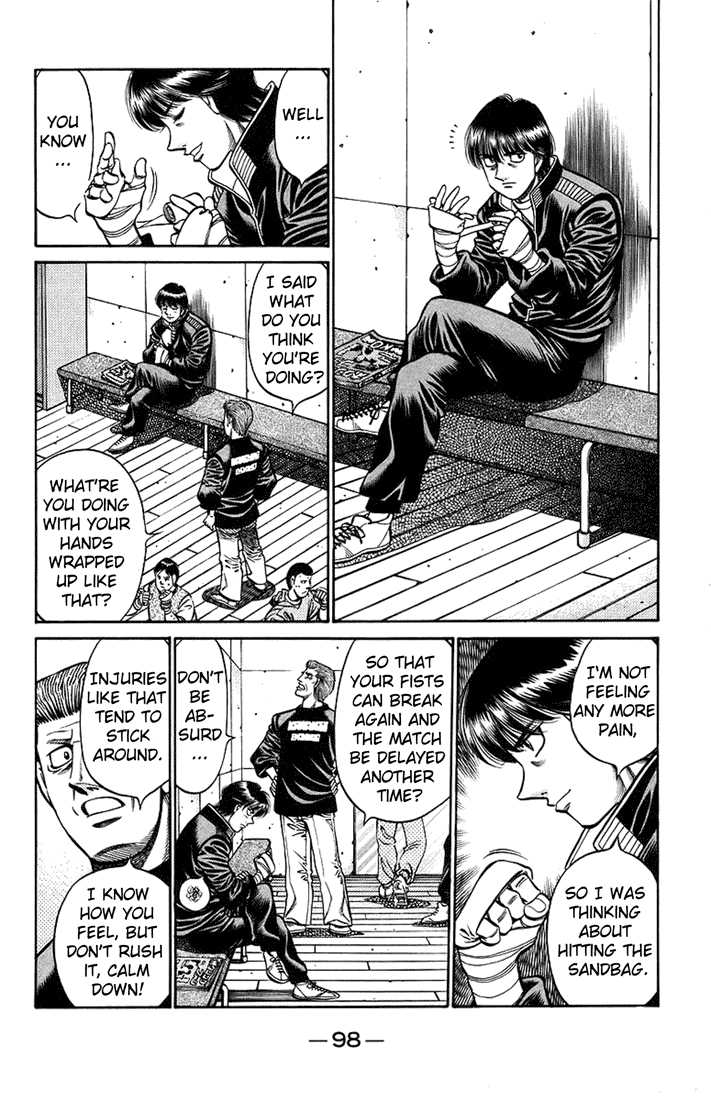 WELL
...
YOU
KNOW
...
I SAID
WHAT
DO YOU
THINK
YOU'RE
DOING?
WHAT'RE
YOU DOING
WITH YOUR
HANDS
WRAPPED
UP LIKE
THAT?
I'M NOT
FEELING
ANY MORE
PAIN,
SO I WAS
THINKING
ABOUT
HITTING THE
SANDBAG.
SO THAT
YOUR FISTS
CAN BREAK
AGAIN AND
THE MATCH
BE DELAYED
ANOTHER
TIME?
DON'T
BE
AB-
SURD
...
INJURIES
LIKE THAT
TEND TO
STICK
AROUND.
I KNOW
HOW YOU
FEEL, BUT
DON'T RUSH
IT, CALM
DOWN!
—98—